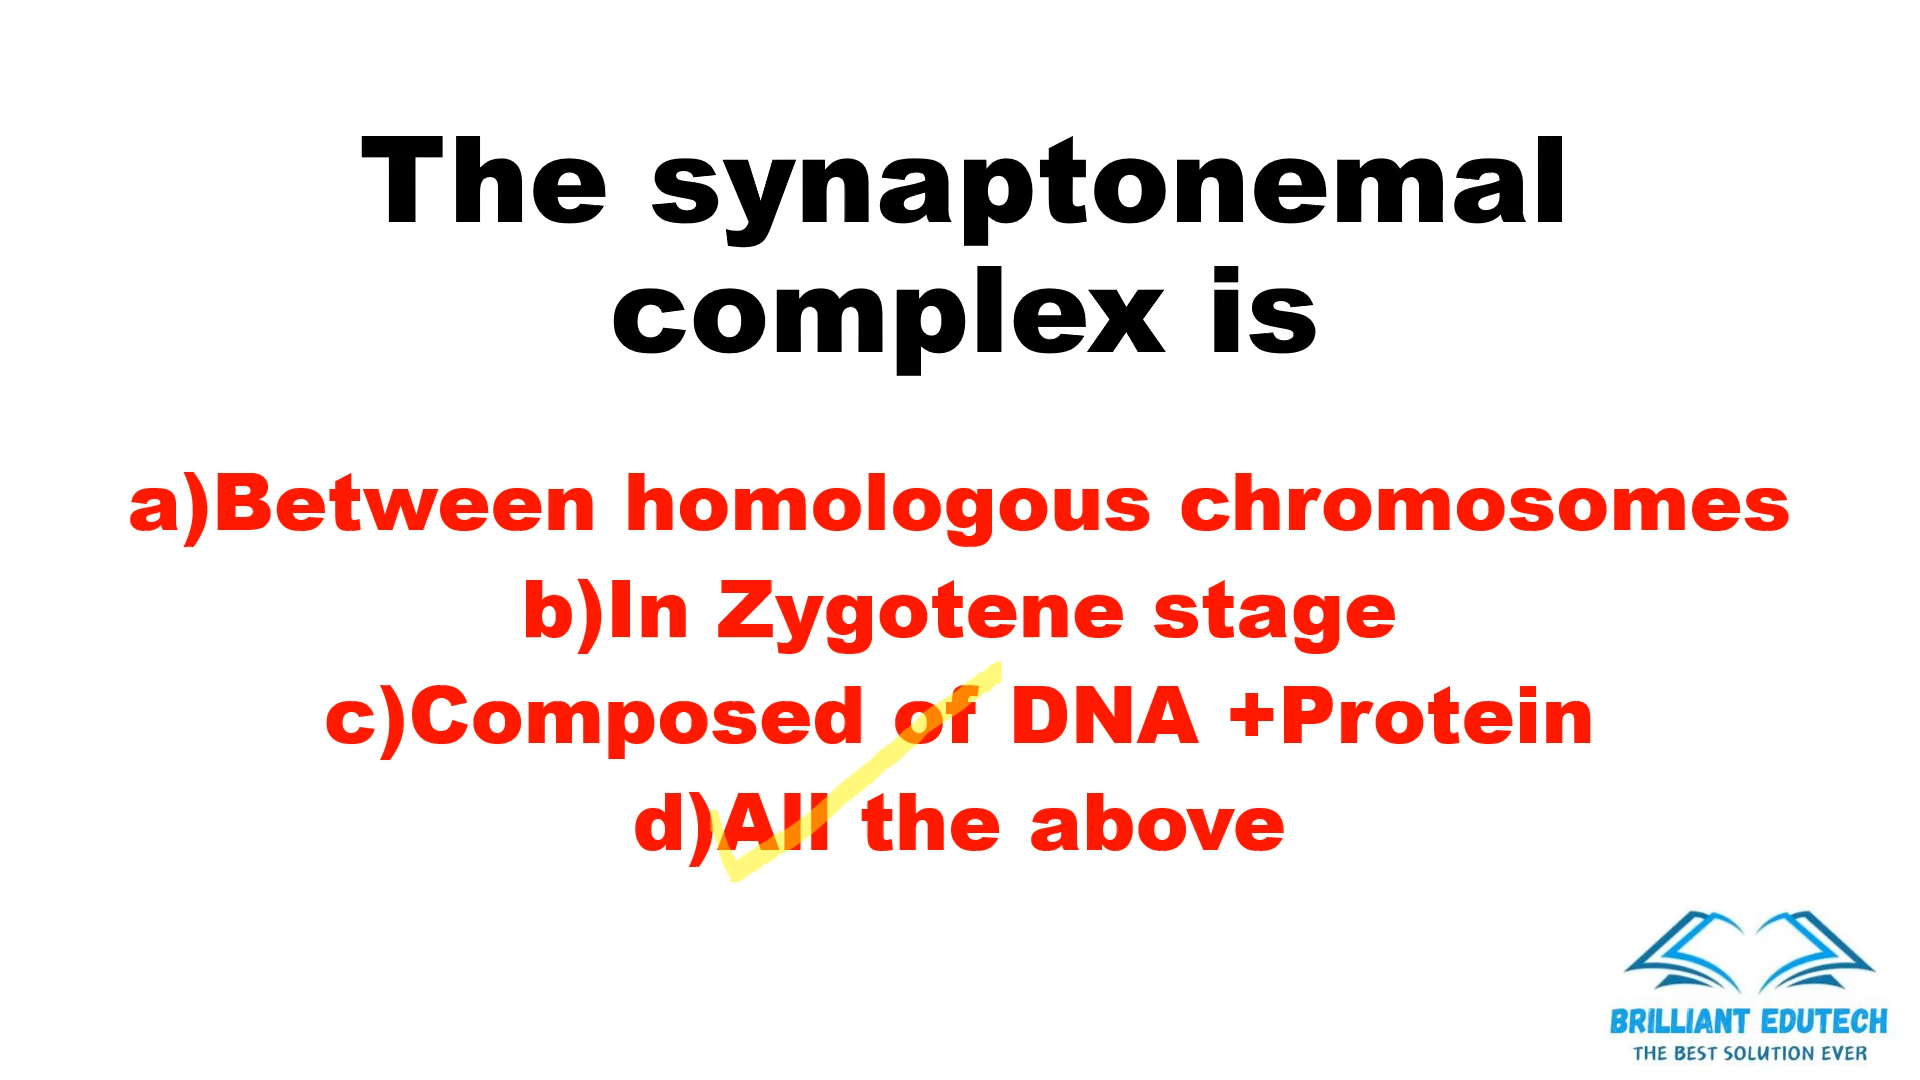 The synaptonemal
complex is
a)Between homologous chromosomes
b)In Zygotene stage
c)Composed of DNA +Protein
d)All the above
BRILLIANT EDUTECH
THE BEST SOLUTION EVER